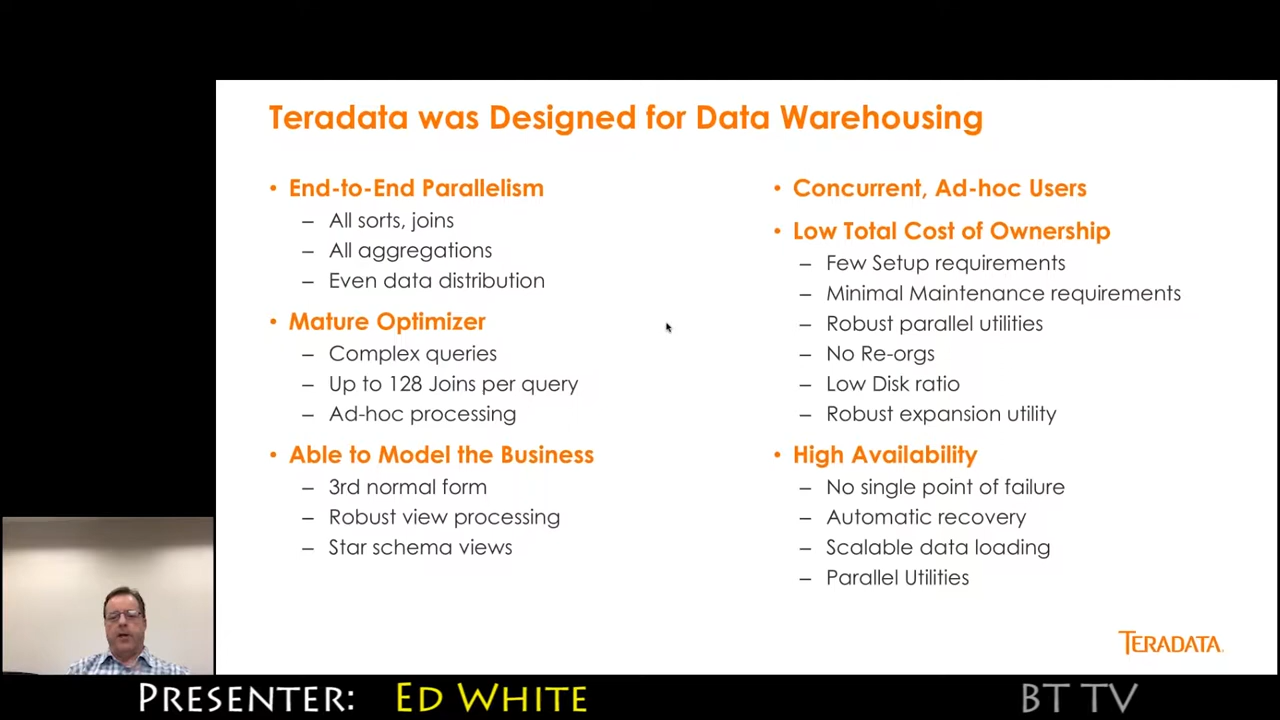 Teradata was Designed for Data Warehousing
• End-to-End Parallelism
– All sorts, joins
– All aggregations
– Even data distribution
• Mature Optimizer
– Complex queries
– Up to 128 Joins per query
– Ad-hoc processing
• Able to Model the Business
– 3rd normal form
– Robust view processing
– Star schema views
• Concurrent, Ad-hoc Users
• Low Total Cost of Ownership
– Few Setup requirements
– Minimal Maintenance requirements
– Robust parallel utilities
– No Re-orgs
– Low Disk ratio
– Robust expansion utility
• High Availability
– No single point of failure
– Automatic recovery
– Scalable data loading
– Parallel Utilities
TERADATA.
PRESENTER: ED WHITE
BT TV